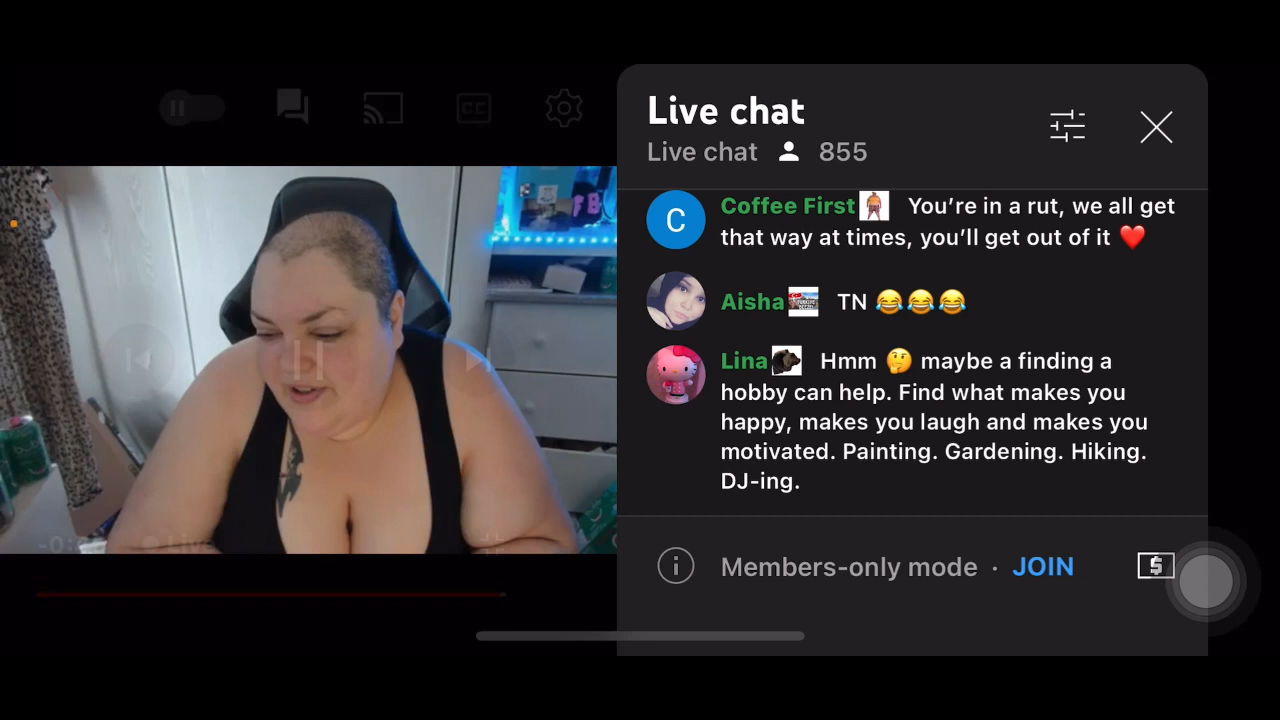 Live chat
Live chat 855
Coffee First You’re in a rut, we all get
that way at times, you’ll get out of it ❤️
C
Aisha TN 😂😂😂
Lina Hmm 🤔 maybe a finding a
hobby can help. Find what makes you
happy, makes you laugh and makes you
motivated. Painting. Gardening. Hiking.
DJ-ing.
Members-only mode · JOIN
CC
Live